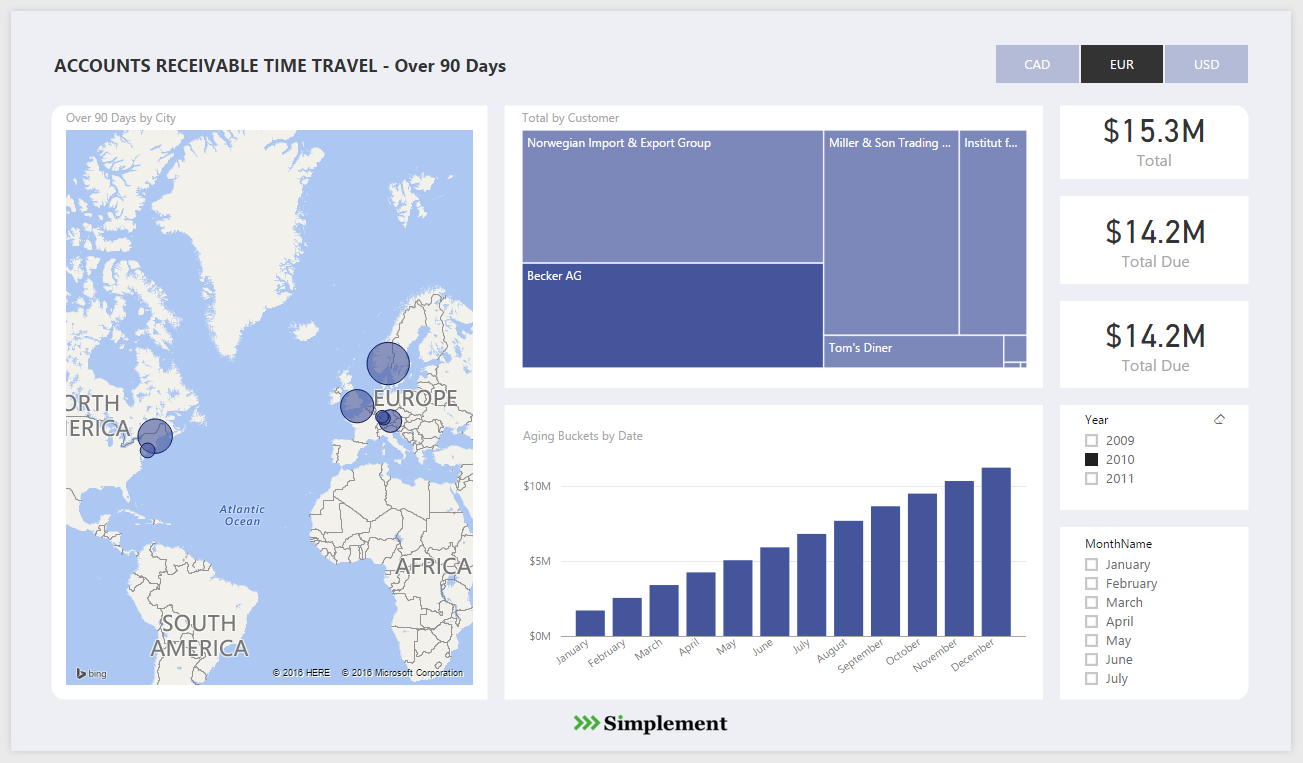 ACCOUNTS RECEIVABLE TIME TRAVEL - Over 90 Days
CAD
EUR
USD
Over 90 Days by City
ORTH
ERICA
EUROPE
Atlantic
Ocean
AFRICA
SOUTH
AMERICA
bing
© 2016 HERE © 2016 Microsoft Corporation
Total by Customer
Norwegian Import & Export Group
Miller & Son Trading ...
Institut f...
Becker AG
Tom's Diner
$15.3M
Total
$14.2M
Total Due
$14.2M
Total Due
Aging Buckets by Date
$10M
$5M
$0M
January
February
March
April
May
June
July
August
September
October
November
December
Year
2009
2010
2011
MonthName
January
February
March
April
May
June
July
Simplement